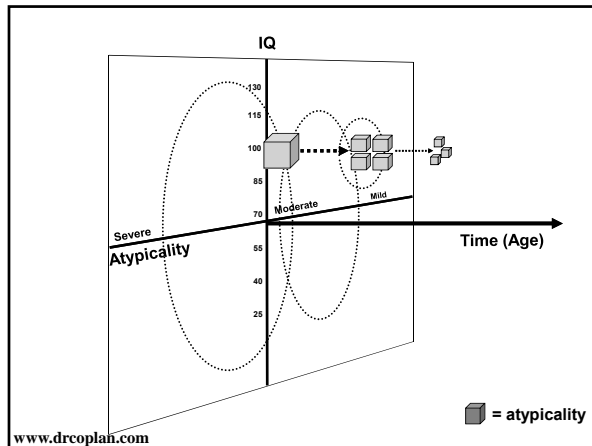 IQ
130
115
100
85
70
55
40
25
Severe
Moderate
Mild
Atypicality
Time (Age)
= atypicality
www.drcoplan.com